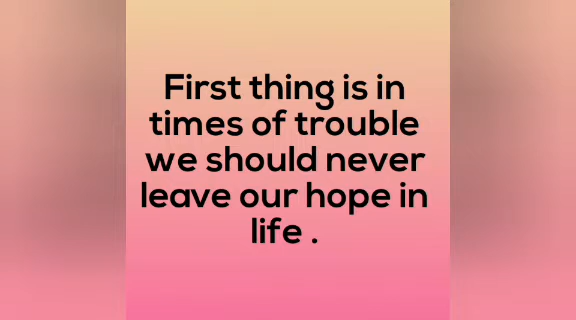 First thing is in
times of trouble
we should never
leave our hope in
life .